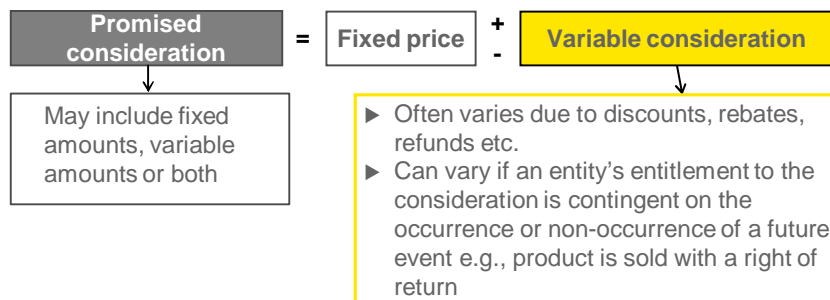 Promised
consideration
=
Fixed price
+
-
Variable consideration
May include fixed
amounts, variable
amounts or both
► Often varies due to discounts, rebates,
refunds etc.
► Can vary if an entity’s entitlement to the
consideration is contingent on the
occurrence or non-occurrence of a future
event e.g., product is sold with a right of
return